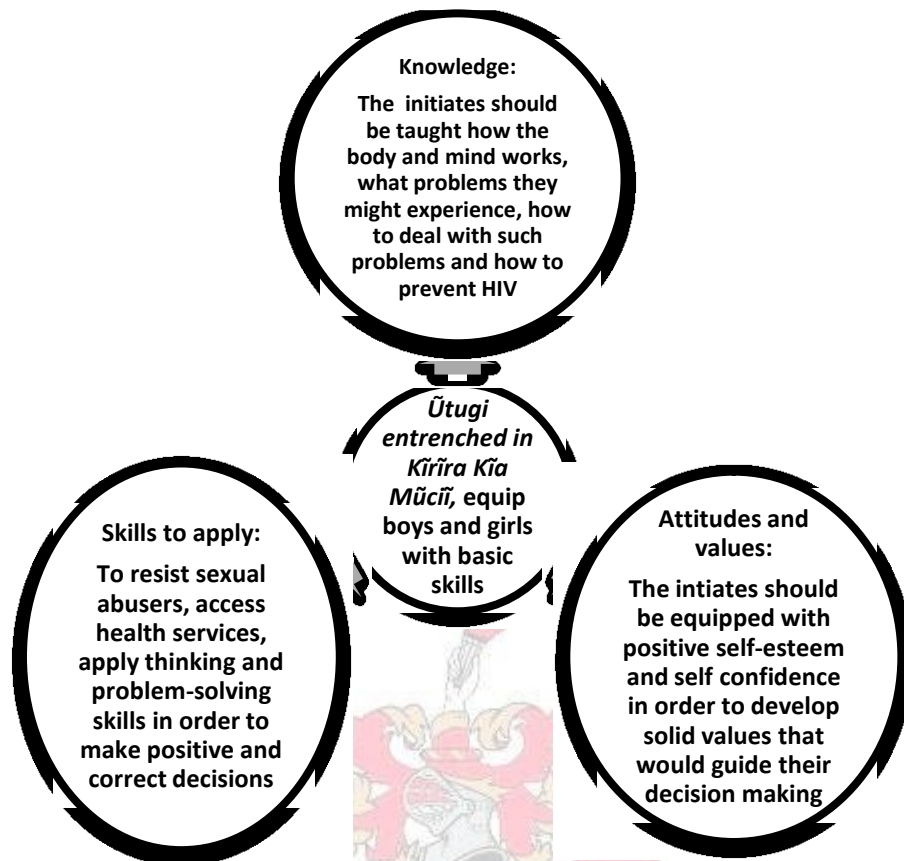 Knowledge:
The initiates should
be taught how the
body and mind works,
what problems they
might experience, how
to deal with such
problems and how to
prevent HIV
Ũtugi
entrenched in
Kĩrĩra Kĩa
Mũciĩ, equip
boys and girls
with basic
skills
Skills to apply:
To resist sexual
abusers, access
health services,
apply thinking and
problem-solving
skills in order to
make positive and
correct decisions
Attitudes and
values:
The intiates should
be equipped with
positive self-esteem
and self confidence
in order to develop
solid values that
would guide their
decision making